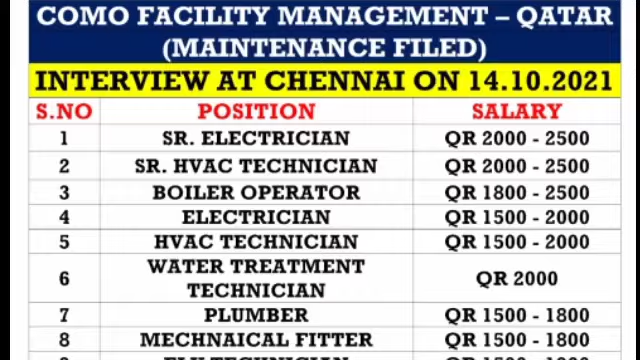 COMO FACILITY MANAGEMENT – QATAR
(MAINTENANCE FILED)
INTERVIEW AT CHENNAI ON 14.10.2021
S.NO POSITION SALARY
1 SR. ELECTRICIAN QR 2000 - 2500
2 SR. HVAC TECHNICIAN QR 2000 - 2500
3 BOILER OPERATOR QR 1800 - 2500
4 ELECTRICIAN QR 1500 - 2000
5 HVAC TECHNICIAN QR 1500 - 2000
6 WATER TREATMENT
TECHNICIAN QR 2000
7 PLUMBER QR 1500 - 1800
8 MECHNAICAL FITTER QR 1500 - 1800